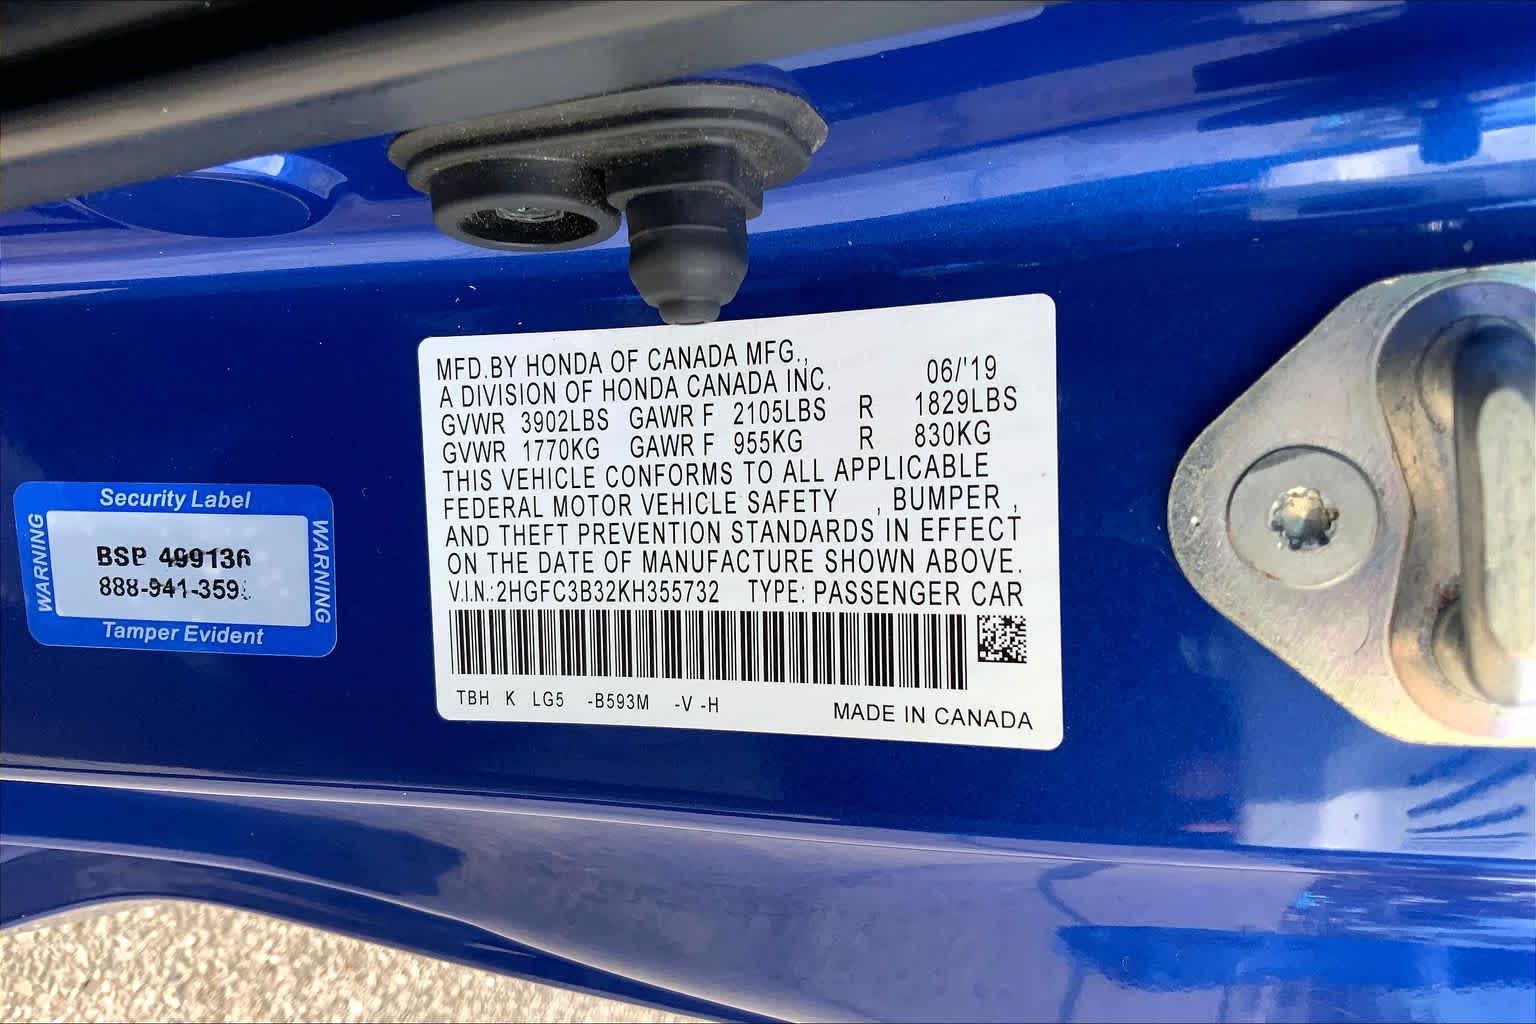 MFD.BY HONDA OF CANADA MFG.,
A DIVISION OF HONDA CANADA INC. 06/'19
GVWR 3902LBS GAWR F 2105LBS R 1829LBS
GVWR 1770KG GAWR F 955KG R 830KG
THIS VEHICLE CONFORMS TO ALL APPLICABLE
FEDERAL MOTOR VEHICLE SAFETY , BUMPER ,
AND THEFT PREVENTION STANDARDS IN EFFECT
ON THE DATE OF MANUFACTURE SHOWN ABOVE.
V.I.N.:2HGFC3B32KH355732 TYPE: PASSENGER CAR
TBH K LG5 -B593M -V -H MADE IN CANADA
Security Label
WARNING
BSP 499136
WARNING
Tamper Evident